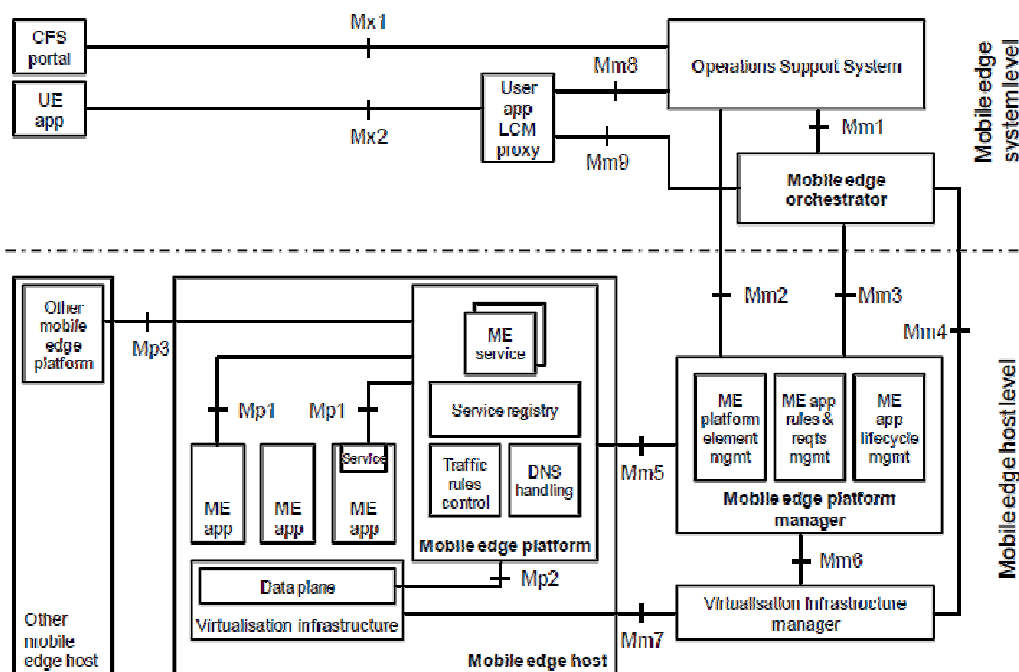 Mx1
CFS
portal
Operations Support System
Mm8
UE
app
User
app
LCM
proxy
Mx2
Mm9
Mm1
Mobile edge
orchestrator
Mobile edge
system level
Other
mobile
edge
platform
Mp3
ME
service
Mm2
Mm3
Mm4
Mp1
Mp1
Service registry
ME
platform
element
mgmt
ME app
rules &
reqts
mgmt
ME
app
lifecycle
mgmt
Mm5
Service
Traffic
rules
control
DNS
handling
ME
app
ME
app
ME
app
Mobile edge platform
manager
Mobile edge platform
Mm6
Mp2
Data plane
Virtualisation infrastructure
Virtualisation Infrastructure
manager
Mm7
Other
mobile
edge host
Mobile edge host
Mobile edge host level